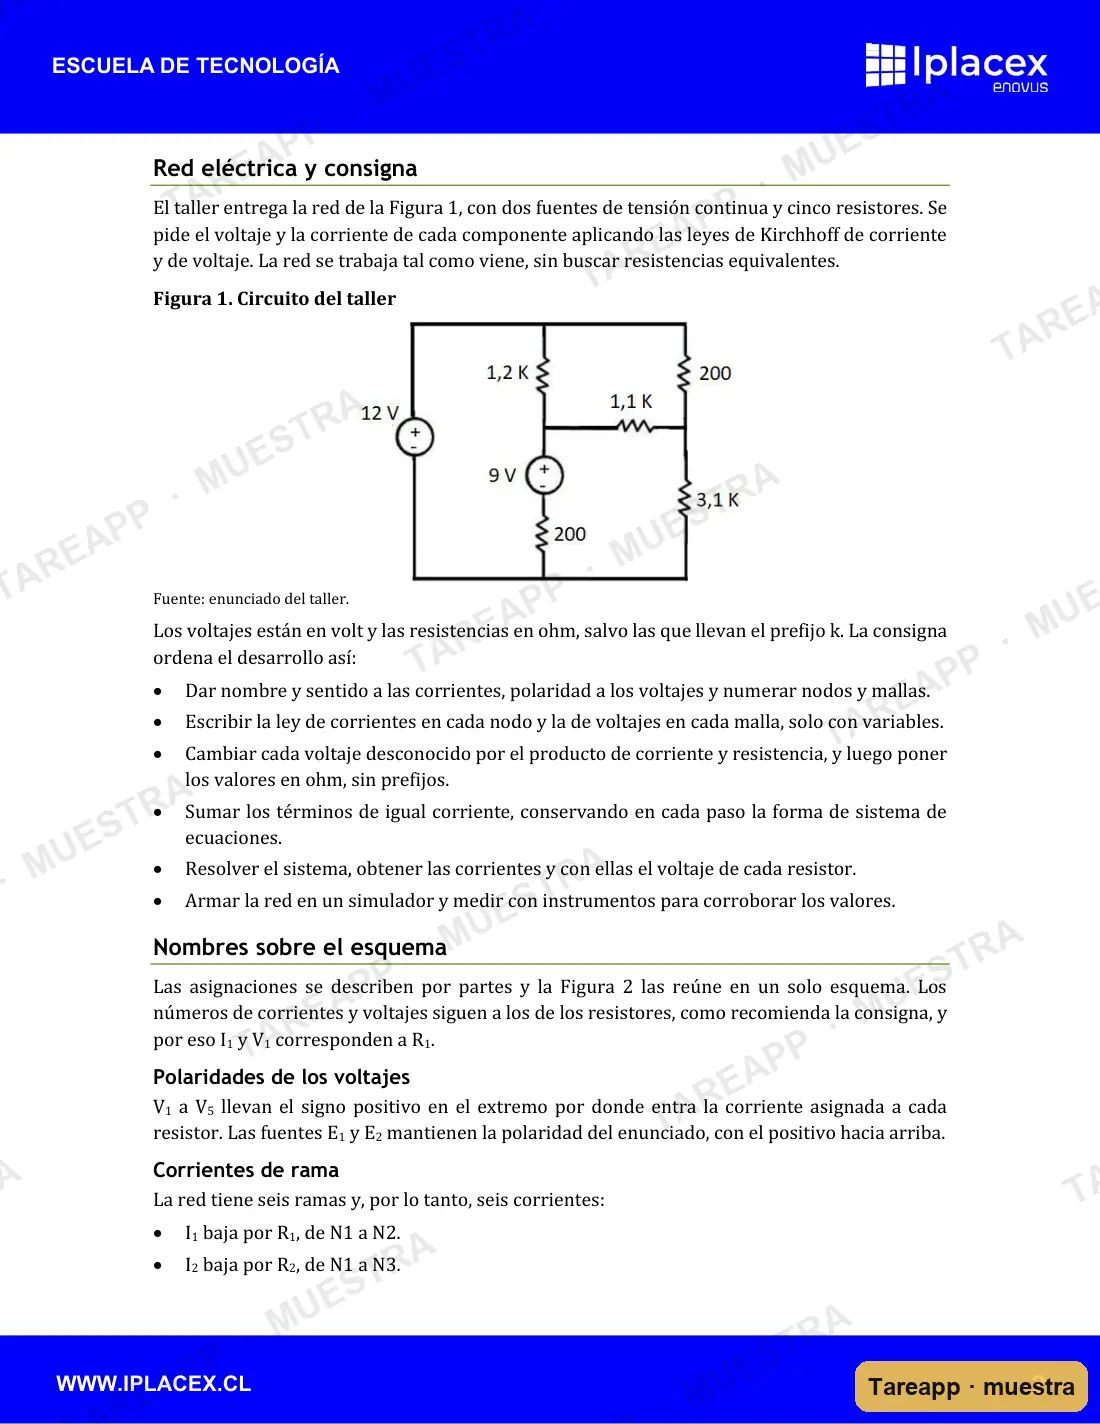 ESCUELA DE TECNOLOGÍA
Iplacex
enovus
Red eléctrica y consigna
El taller entrega la red de la Figura 1, con dos fuentes de tensión continua y cinco resistores. Se
pide el voltaje y la corriente de cada componente aplicando las leyes de Kirchhoff de corriente
y de voltaje. La red se trabaja tal como viene, sin buscar resistencias equivalentes.
Figura 1. Circuito del taller
1,2 K
200
1,1 K
12 V
+
-
9 V
+
-
3,1 K
200
Fuente: enunciado del taller.
Los voltajes están en volt y las resistencias en ohm, salvo las que llevan el prefijo k. La consigna
ordena el desarrollo así:
• Dar nombre y sentido a las corrientes, polaridad a los voltajes y numerar nodos y mallas.
• Escribir la ley de corrientes en cada nodo y la de voltajes en cada malla, solo con variables.
• Cambiar cada voltaje desconocido por el producto de corriente y resistencia, y luego poner
los valores en ohm, sin prefijos.
• Sumar los términos de igual corriente, conservando en cada paso la forma de sistema de
ecuaciones.
• Resolver el sistema, obtener las corrientes y con ellas el voltaje de cada resistor.
• Armar la red en un simulador y medir con instrumentos para corroborar los valores.
Nombres sobre el esquema
Las asignaciones se describen por partes y la Figura 2 las reúne en un solo esquema. Los
números de corrientes y voltajes siguen a los de los resistores, como recomienda la consigna, y
por eso I₁ y V₁ corresponden a R₁.
Polaridades de los voltajes
V₁ a V₅ llevan el signo positivo en el extremo por donde entra la corriente asignada a cada
resistor. Las fuentes E₁ y E₂ mantienen la polaridad del enunciado, con el positivo hacia arriba.
Corrientes de rama
La red tiene seis ramas y, por lo tanto, seis corrientes:
• I₁ baja por R₁, de N1 a N2.
• I₂ baja por R₂, de N1 a N3.
WWW.IPLACEX.CL
Tareapp · muestra
TAREAPP · MUESTRA